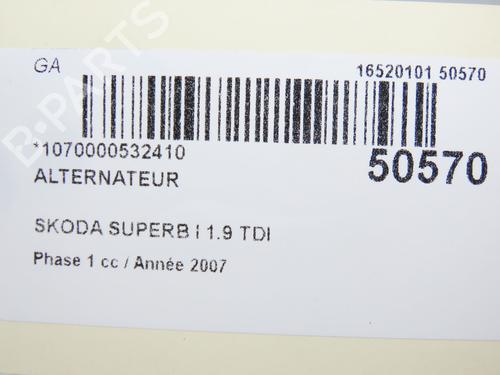 GA
16520101 50570
*1070000532410
50570
ALTERNATEUR
SKODA SUPERB I 1.9 TDI
Phase 1 cc / Année 2007
B-PARTS